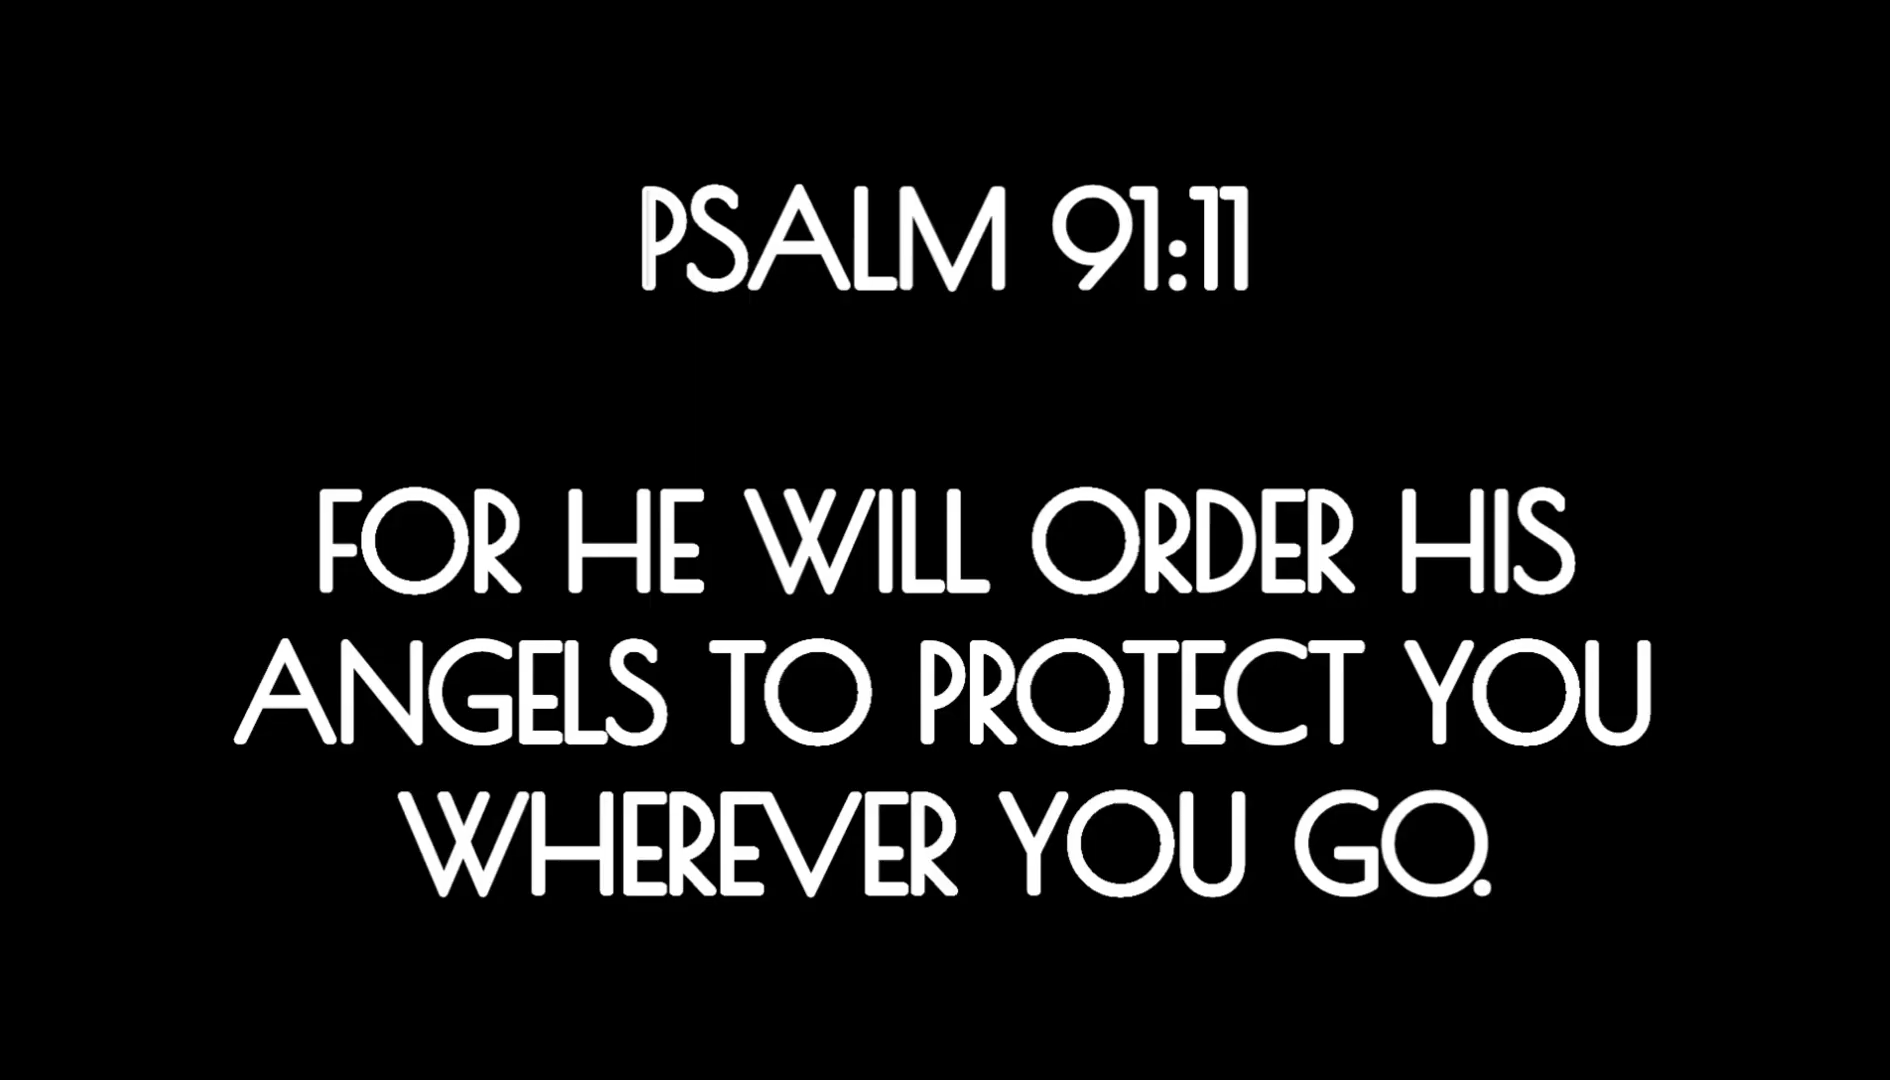 PSALM 91:11
FOR HE WILL ORDER HIS
ANGELS TO PROTECT YOU
WHEREVER YOU GO.